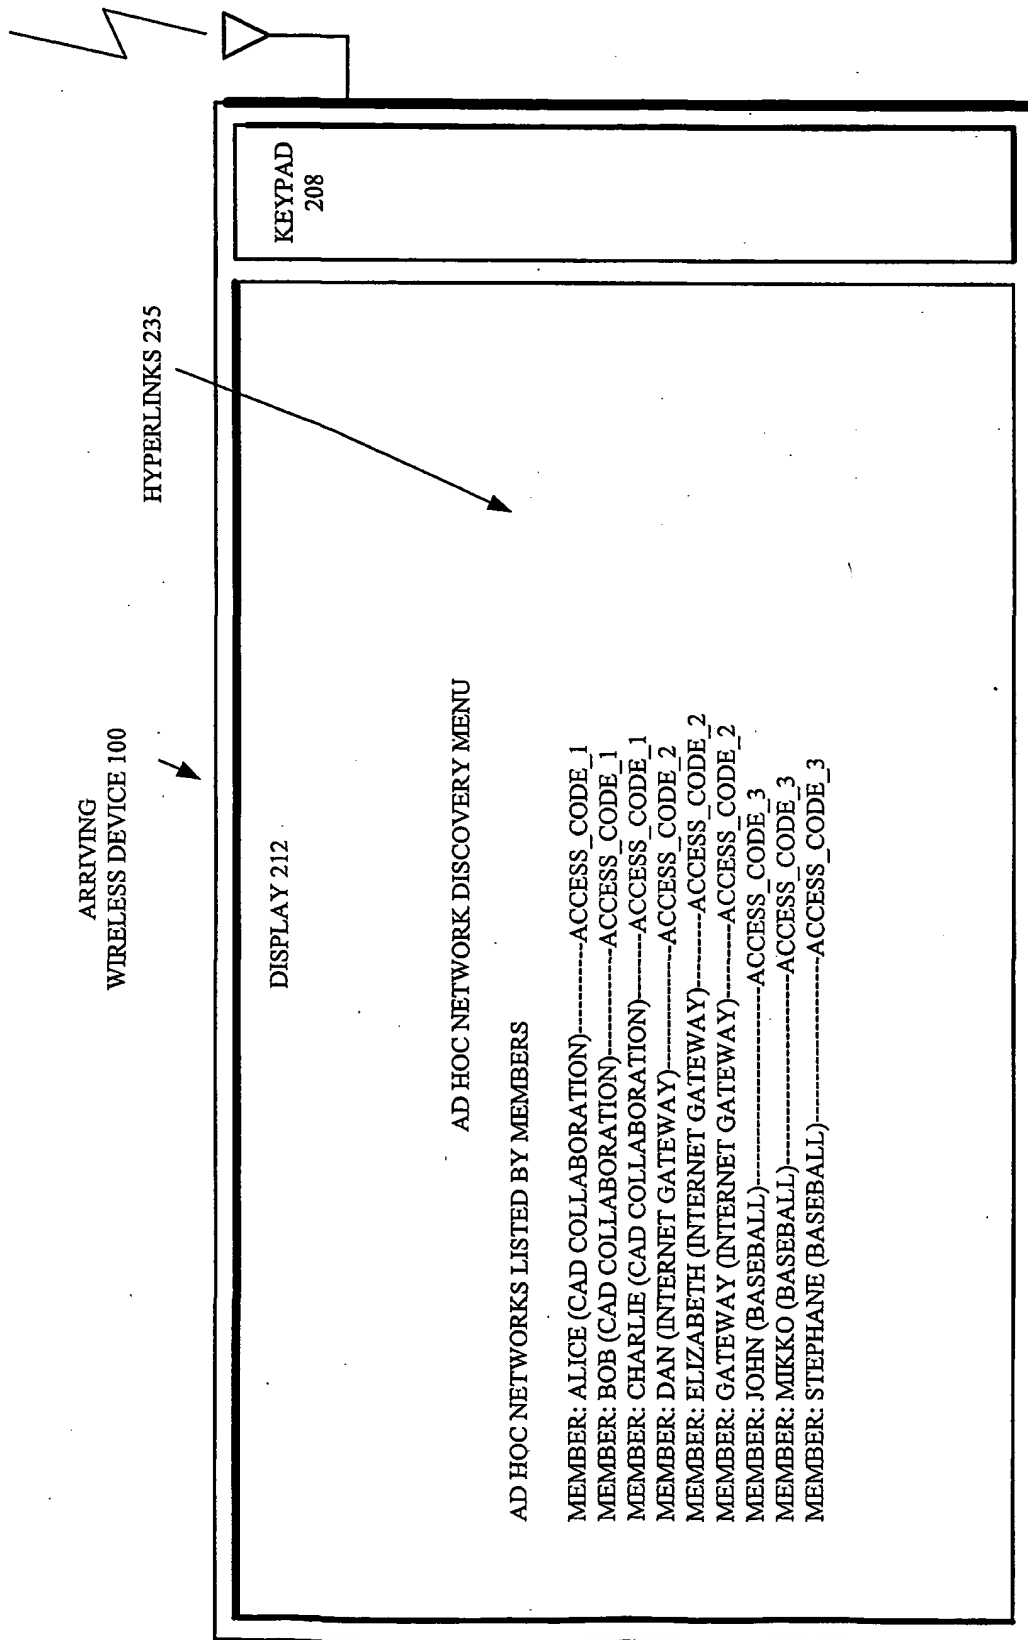 ARRIVING
WIRELESS DEVICE 100
HYPERLINKS 235
DISPLAY 212
KEYPAD
208
AD HOC NETWORK DISCOVERY MENU
AD HOC NETWORKS LISTED BY MEMBERS
MEMBER: ALICE (CAD COLLABORATION)----------ACCESS_CODE_1
MEMBER: BOB (CAD COLLABORATION)------------ACCESS_CODE_1
MEMBER: CHARLIE (CAD COLLABORATION)-------ACCESS_CODE_1
MEMBER: DAN (INTERNET GATEWAY)-------------ACCESS_CODE_2
MEMBER: ELIZABETH (INTERNET GATEWAY)--------ACCESS_CODE_2
MEMBER: GATEWAY (INTERNET GATEWAY)---------ACCESS_CODE_2
MEMBER: JOHN (BASEBALL)----------------------ACCESS_CODE_3
MEMBER: MIKKO (BASEBALL)---------------------ACCESS_CODE_3
MEMBER: STEPHANE (BASEBALL)------------------ACCESS_CODE_3